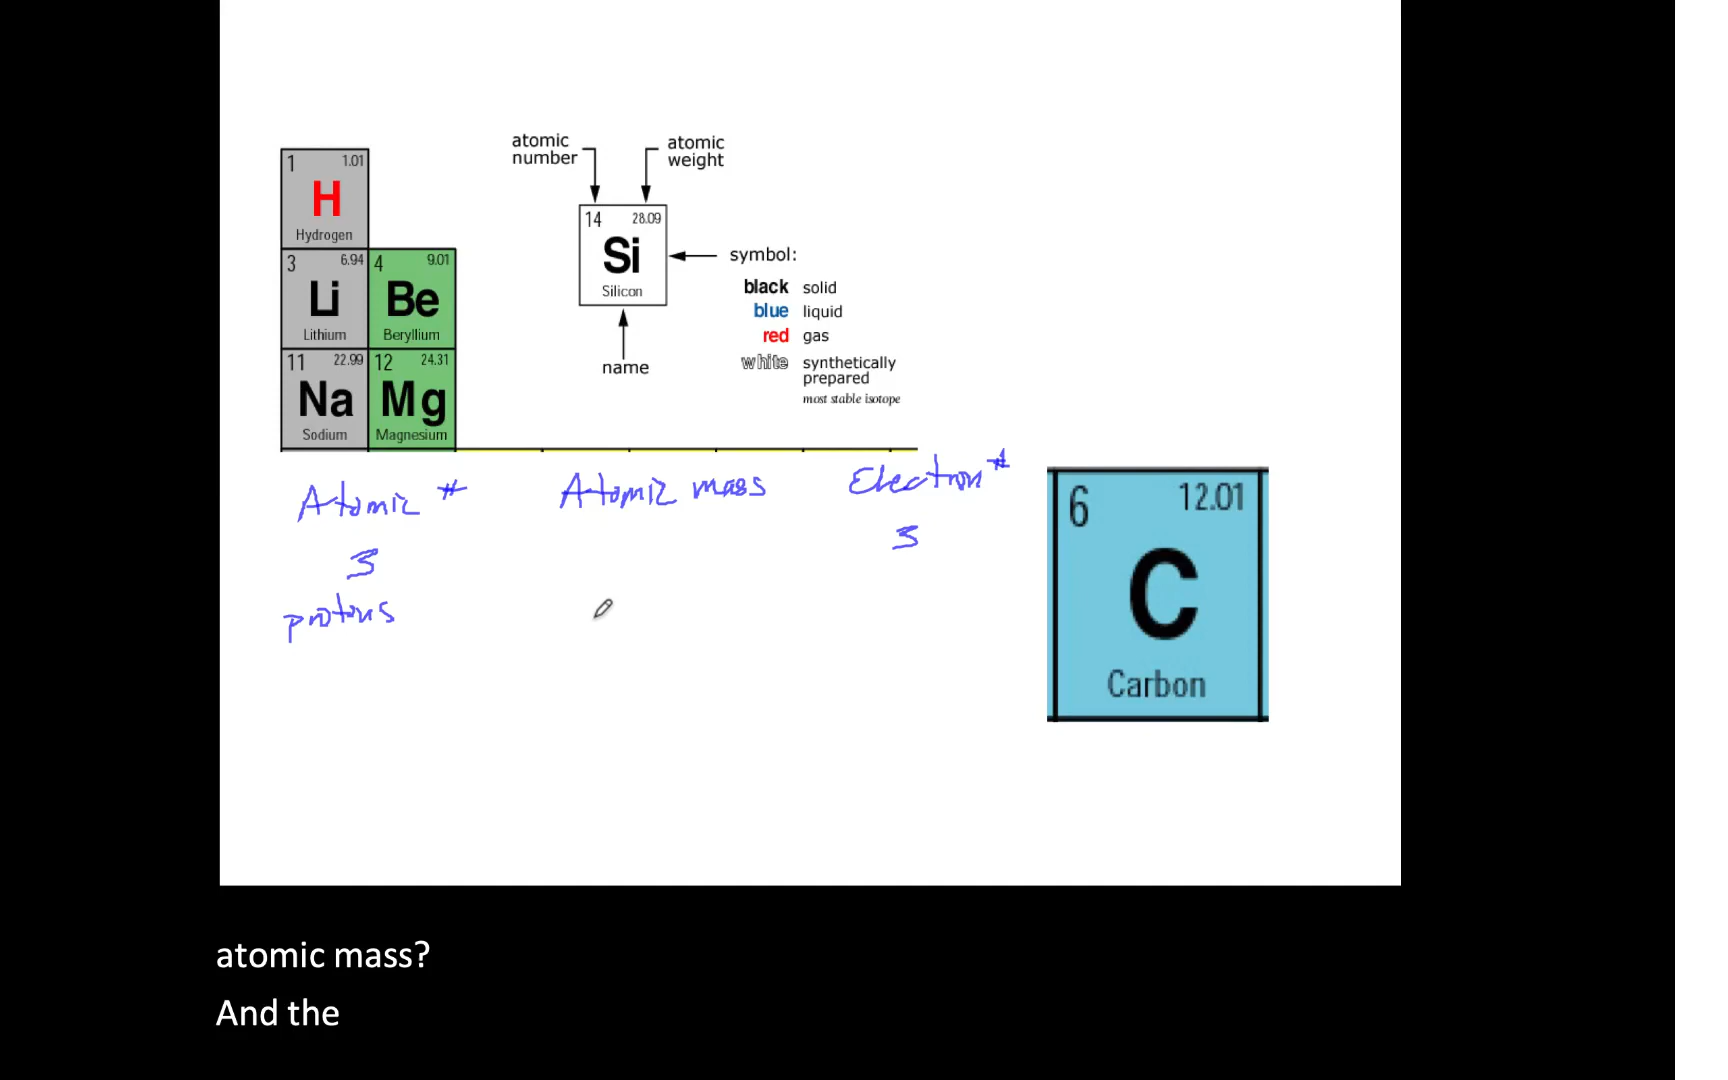 atomic number
atomic weight
1 1.01
H
Hydrogen
3 6.94
Li
Lithium
4 9.01
Be
Beryllium
11 22.99
Na
Sodium
12 24.31
Mg
Magnesium
14 28.09
Si
Silicon
name
symbol:
black solid
blue liquid
red gas
white synthetically
prepared
most stable isotope
Atomic # Atomic mass Electron #
3 3
protons
6 12.01
C
Carbon
atomic mass?
And the